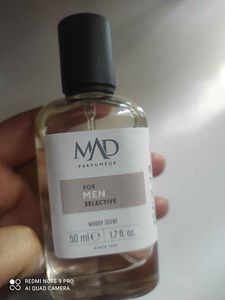 MAD
PARFUMEUR
FOR
MEN
SELECTIVE
WOODY SCENT
50 ml e 1.7 fl. oz.
SINCE 1994
REDMI NOTE 9 PRO
AI QUAD CAMERA